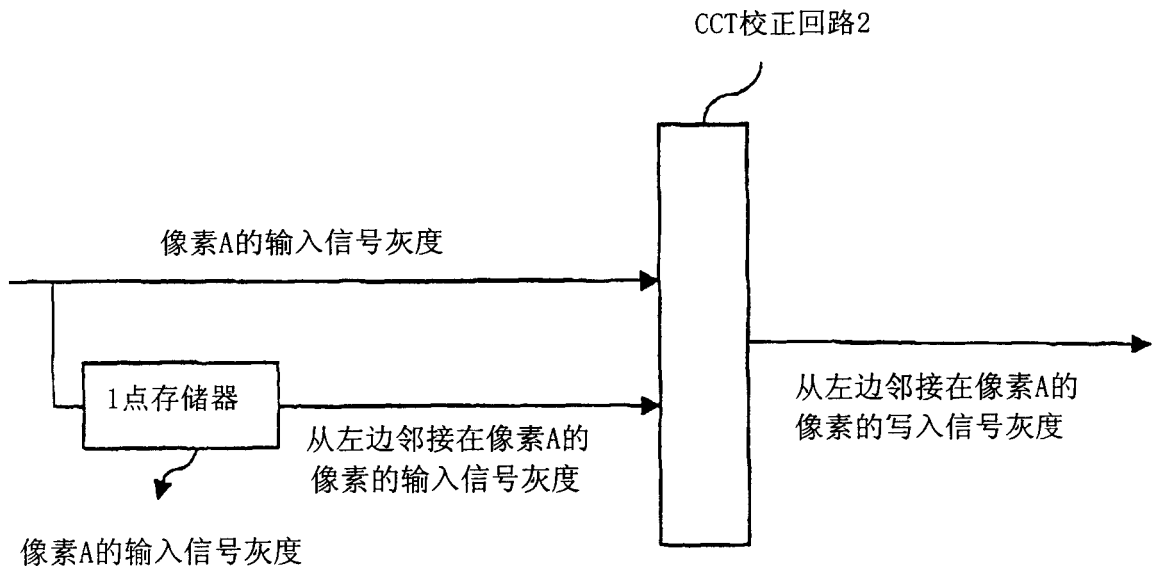 CCT校正回路2
像素A的输入信号灰度
1点存储器
从左边邻接在像素A的
像素的输入信号灰度
从左边邻接在像素A的
像素的写入信号灰度
像素A的输入信号灰度